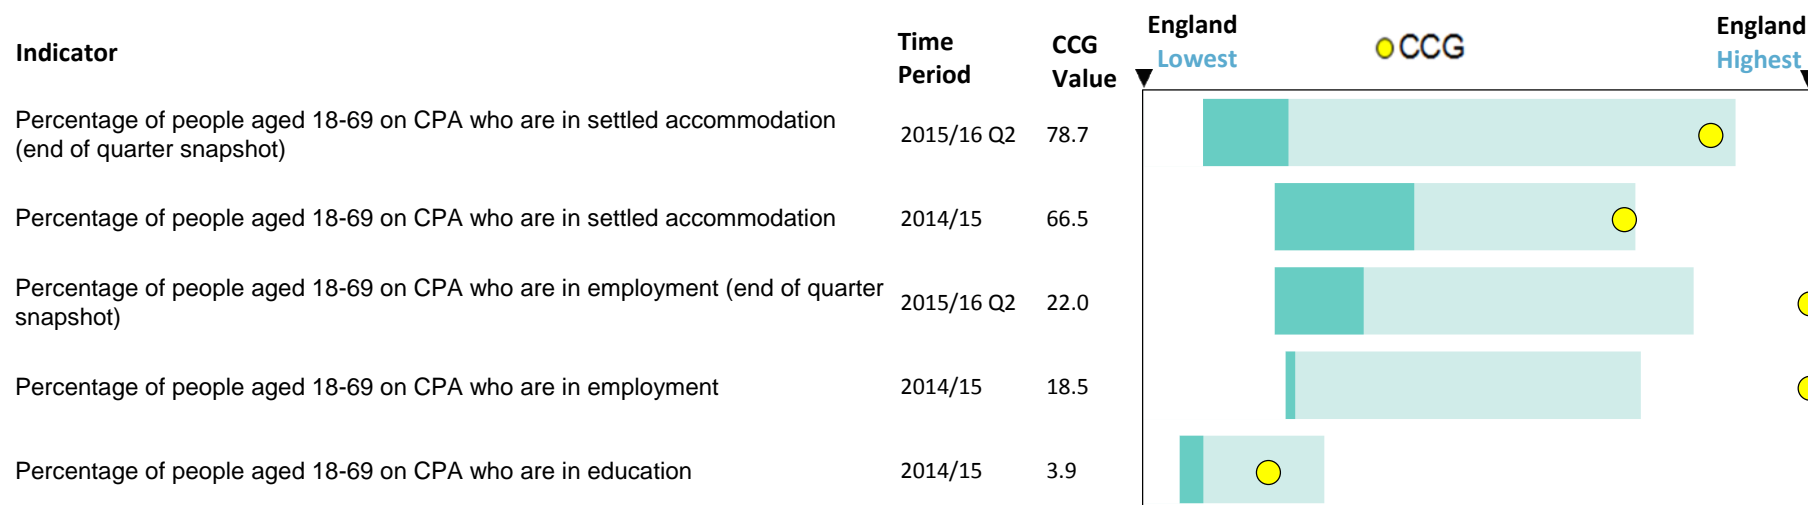 Indicator
Time
Period
CCG
Value
England
Lowest
CCG
England
Highest
Percentage of people aged 18-69 on CPA who are in settled accommodation
(end of quarter snapshot)
2015/16 Q2
78.7
Percentage of people aged 18-69 on CPA who are in settled accommodation
2014/15
66.5
Percentage of people aged 18-69 on CPA who are in employment (end of quarter
snapshot)
2015/16 Q2
22.0
Percentage of people aged 18-69 on CPA who are in employment
2014/15
18.5
Percentage of people aged 18-69 on CPA who are in education
2014/15
3.9